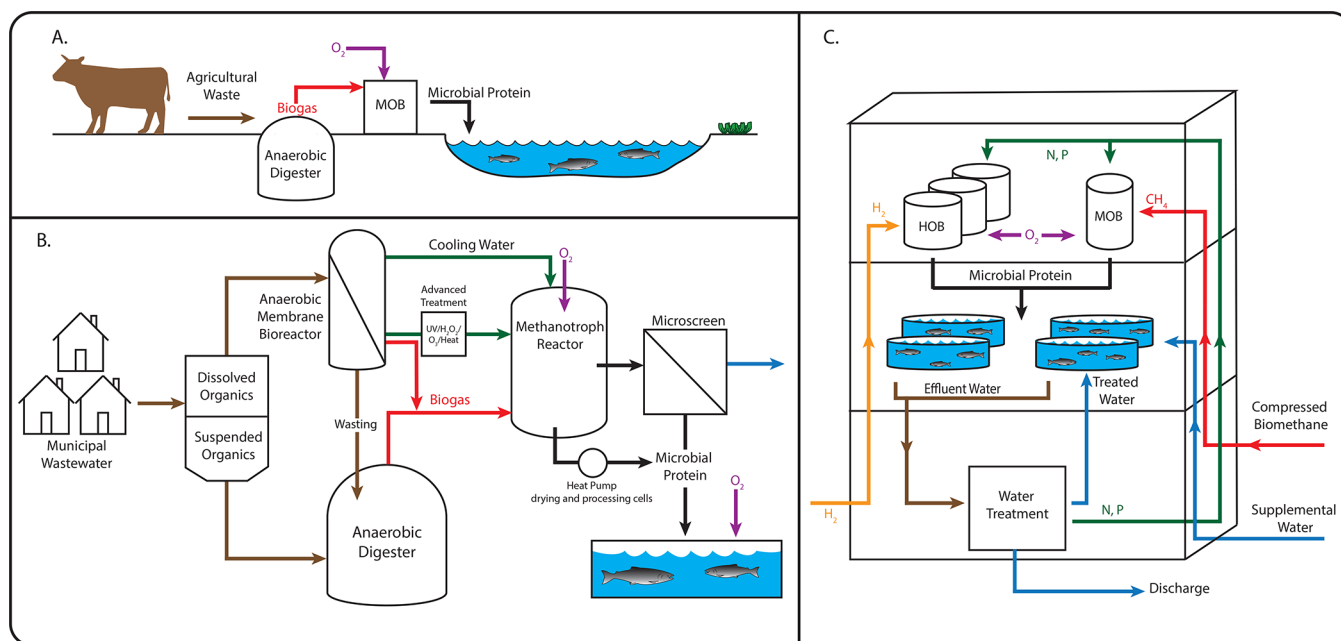 A.
O2
Agricultural
Waste
Biogas
MOB
Microbial Protein
Anaerobic
Digester
B.
Cooling Water
O2
Anaerobic
Membrane
Bioreactor
Advanced
Treatment
UV/H2O2/
O3/Heat
Methanotroph
Reactor
Microscreen
Dissolved
Organics
Suspended
Organics
Municipal
Wastewater
Biogas
Wasting
Heat Pump
drying and processing cells
Microbial
Protein
O2
Anaerobic
Digester
C.
N, P
H2
HOB
MOB
CH4
O2
Microbial Protein
Effluent Water
Treated
Water
Compressed
Biomethane
H2
Water
Treatment
N, P
Supplemental
Water
Discharge